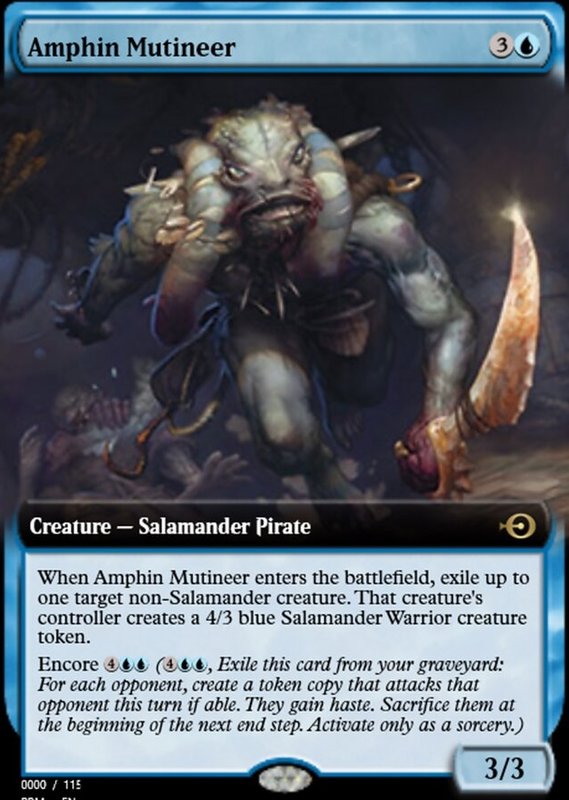 Amphin Mutineer 3
Creature — Salamander Pirate
When Amphin Mutineer enters the battlefield, exile up to
one target non-Salamander creature. That creature's
controller creates a 4/3 blue Salamander Warrior creature
token.
Encore 4 (4, Exile this card from your graveyard:
For each opponent, create a token copy that attacks that
opponent this turn if able. They gain haste. Sacrifice them at
the beginning of the next end step. Activate only as a sorcery.)
3/3
0000 / 115